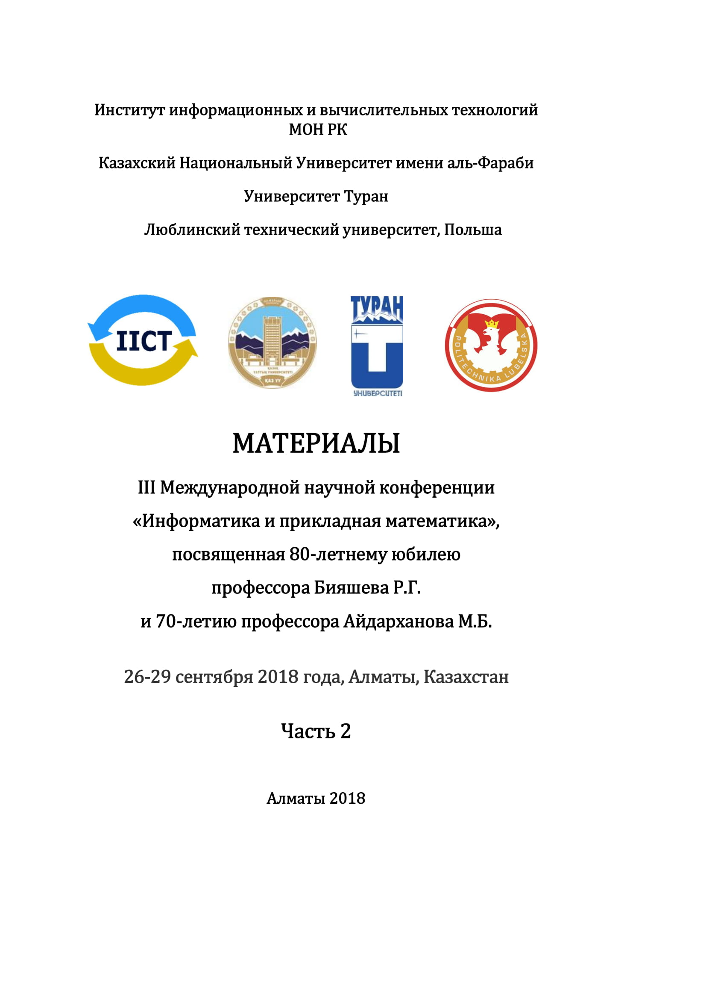 Институт информационных и вычислительных технологий
МОН РК
Казахский Национальный Университет имени аль-Фараби
Университет Туран
Люблинский технический университет, Польша
IICT
ҚАЗАҚ
ҰЛТТЫҚ УНИВЕРСИТЕТІ
ҚАЗ УУ
ТУРАН
УНИВЕРСИТЕТІ
POLITECHNIKA LUBELSKA
МАТЕРИАЛЫ
III Международной научной конференции
«Информатика и прикладная математика»,
посвященная 80-летнему юбилею
профессора Бияшева Р.Г.
и 70-летию профессора Айдарханова М.Б.
26-29 сентября 2018 года, Алматы, Казахстан
Часть 2
Алматы 2018